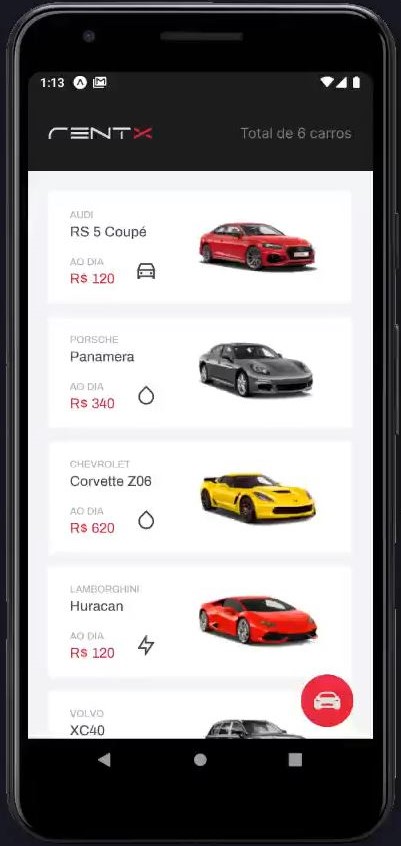 1:13
RENTX
Total de 6 carros
AUDI
RS 5 Coupé
AO DIA
R$ 120
PORSCHE
Panamera
AO DIA
R$ 340
CHEVROLET
Corvette Z06
AO DIA
R$ 620
LAMBORGHINI
Huracan
AO DIA
R$ 120
VOLVO
XC40